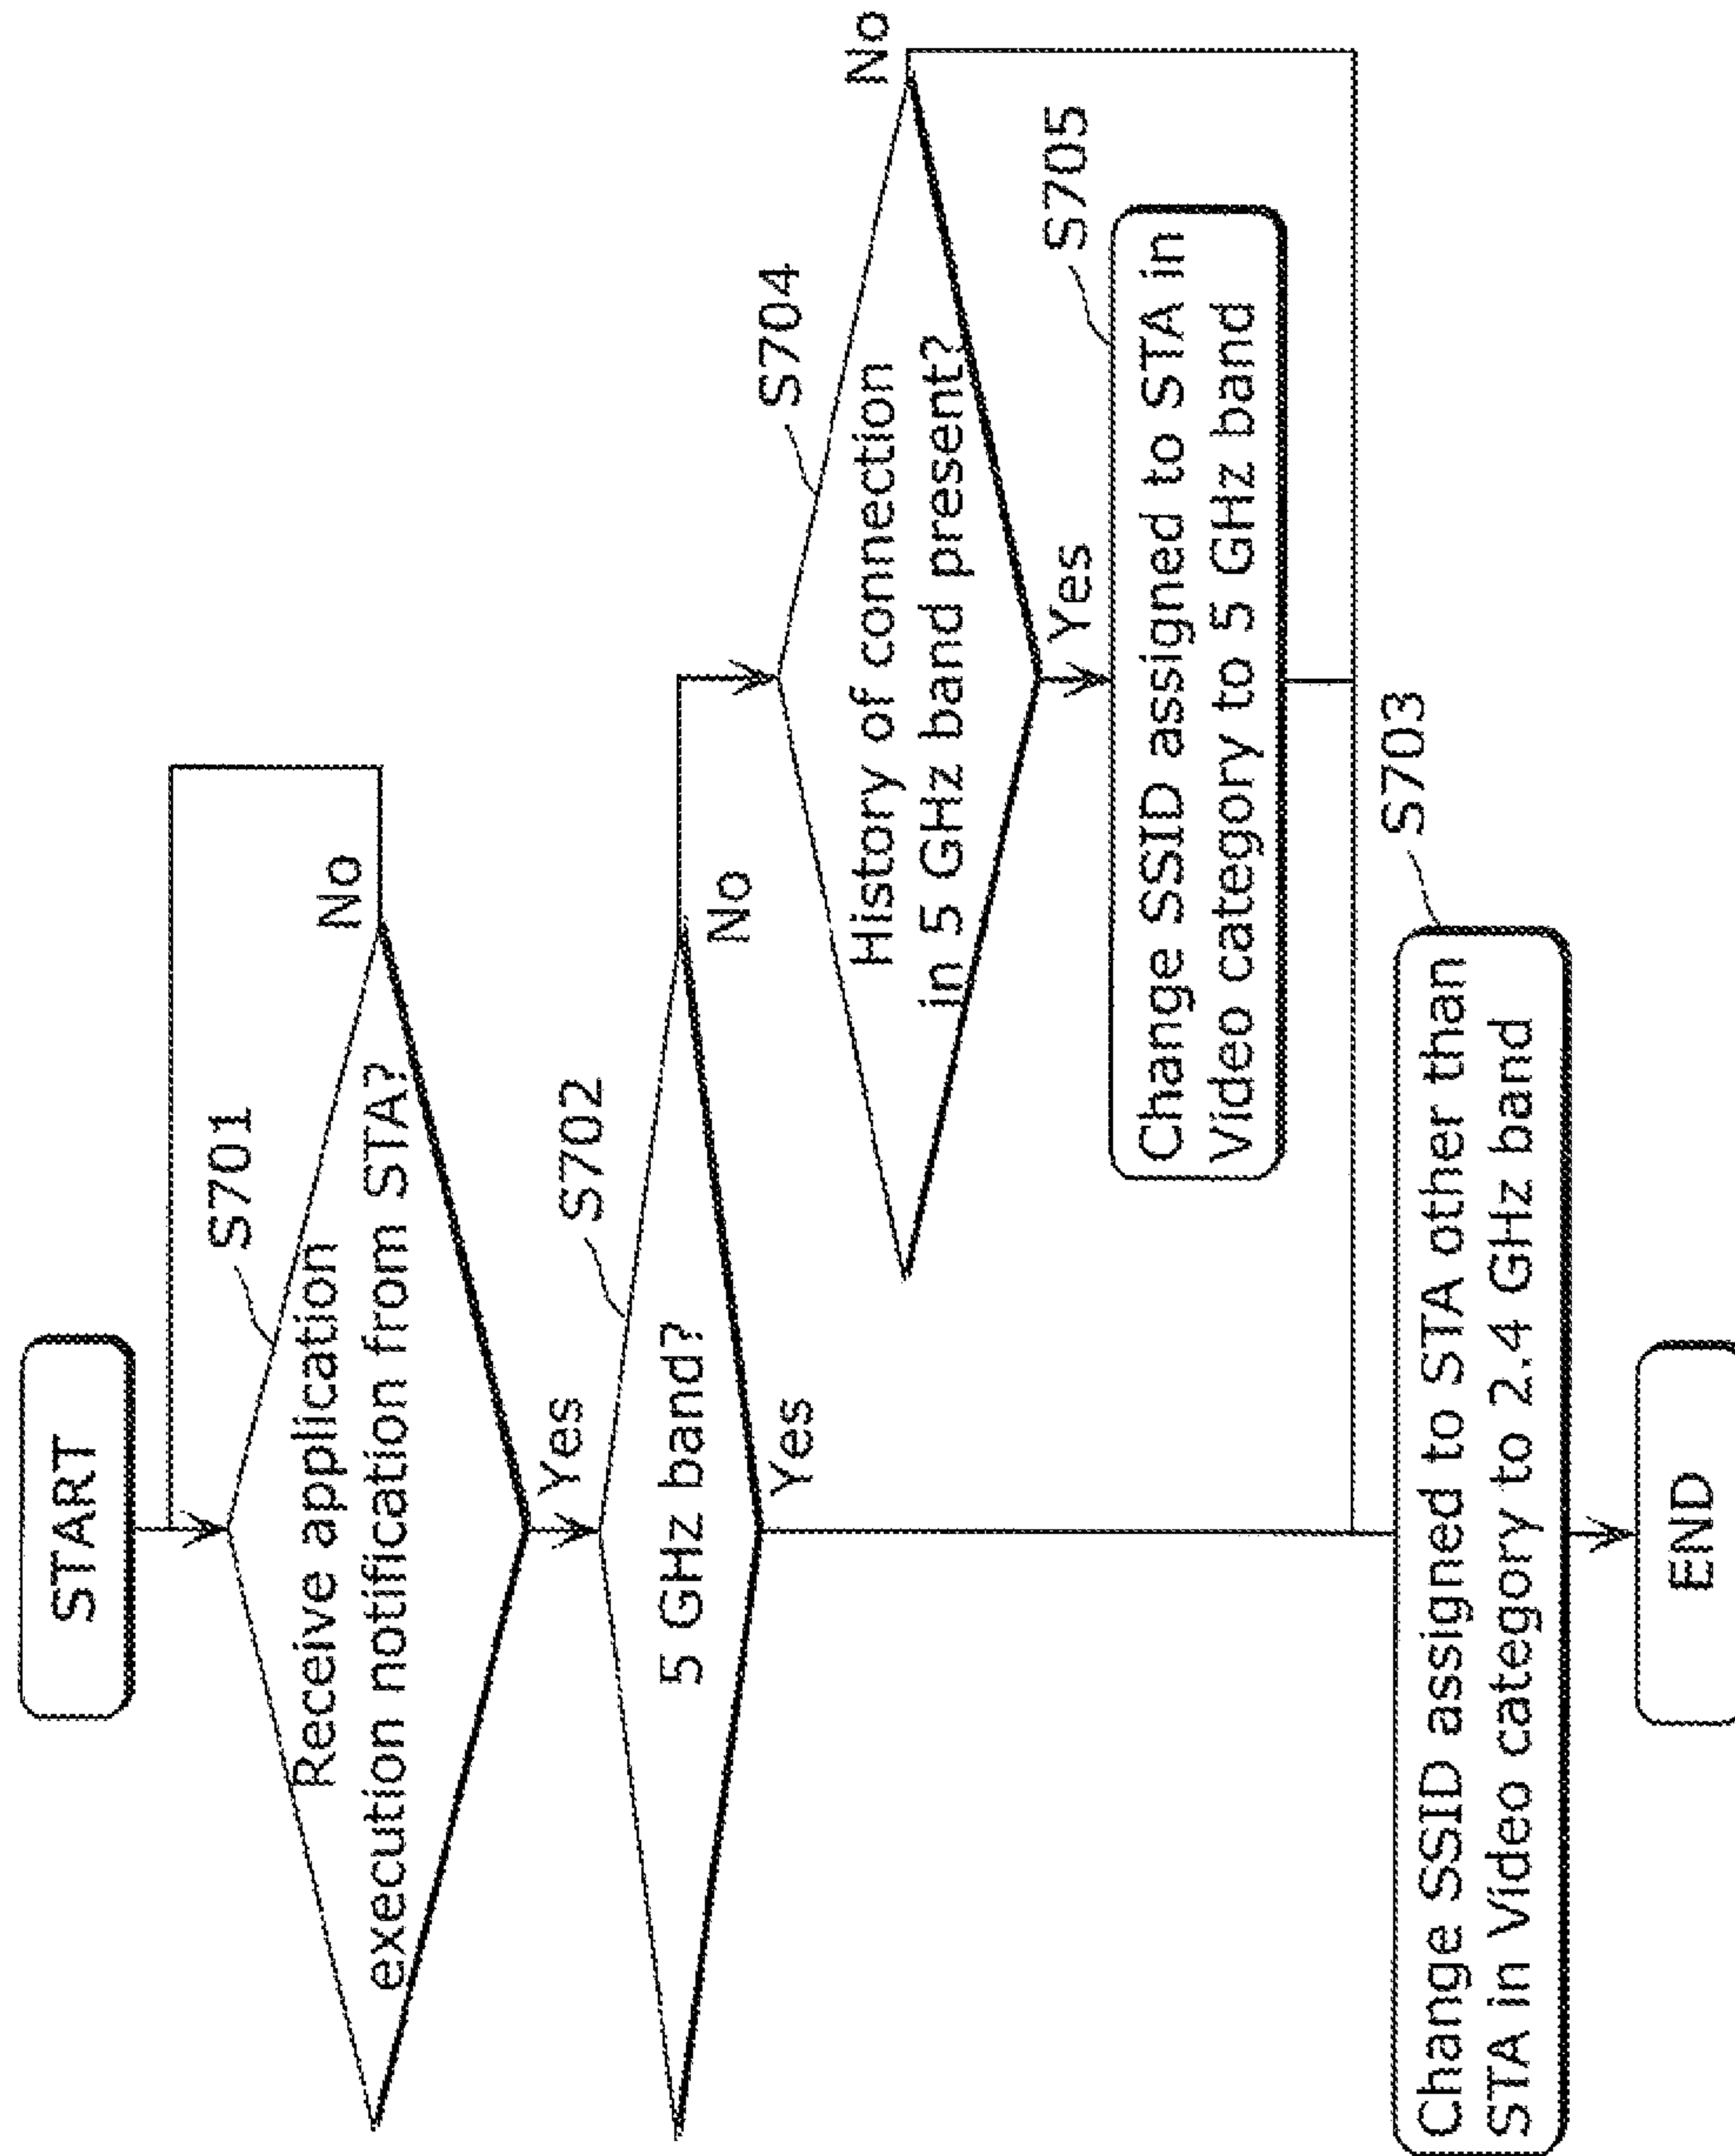 START
S701
Receive application
execution notification from STA?
No
Yes
S702
5 GHz band?
No
Yes
S704
History of connection
in 5 GHz band present?
No
Yes
S705
Change SSID assigned to STA in
Video category to 5 GHz band
S703
Change SSID assigned to STA other than
STA in Video category to 2.4 GHz band
END